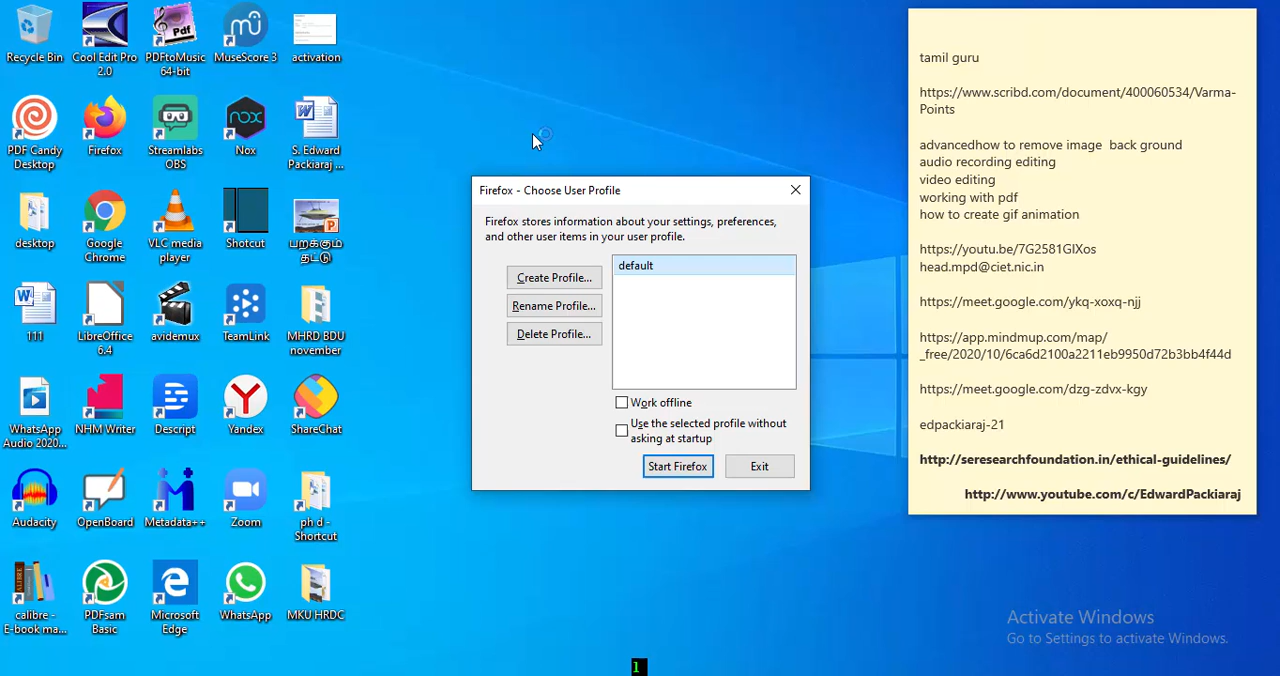 Recycle Bin
Cool Edit Pro
2.0
PDFtoMusic
64-bit
MuseScore 3
activation
PDF Candy
Desktop
Firefox
Streamlabs
OBS
Nox
S. Edward
Packiaraj ...
desktop
Google
Chrome
VLC media
player
Shotcut
பறக்கும்
தட்டு
111
LibreOffice
6.4
avidemux
TeamLink
MHRD BDU
november
WhatsApp
Audio 2020...
NHM Writer
Descript
Yandex
ShareChat
Audacity
OpenBoard
Metadata++
Zoom
ph d -
Shortcut
calibre -
E-book ma...
PDFsam
Basic
Microsoft
Edge
WhatsApp
MKU HRDC
Firefox - Choose User Profile
Firefox stores information about your settings, preferences,
and other user items in your user profile.
Create Profile...
Rename Profile...
Delete Profile...
default
Work offline
Use the selected profile without
asking at startup
Start Firefox
Exit
tamil guru
https://www.scribd.com/document/400060534/Varma-
Points
advancedhow to remove image  back ground
audio recording editing
video editing
working with pdf
how to create gif animation
https://youtu.be/7G2581GlXos
head.mpd@ciet.nic.in
https://meet.google.com/ykq-xoxq-njj
https://app.mindmup.com/map/
_free/2020/10/6ca6d2100a2211eb9950d72b3bb4f44d
https://meet.google.com/dzg-zdvx-kgy
edpackiaraj-21
http://seresearchfoundation.in/ethical-guidelines/
http://www.youtube.com/c/EdwardPackiaraj
Activate Windows
Go to Settings to activate Windows.
1